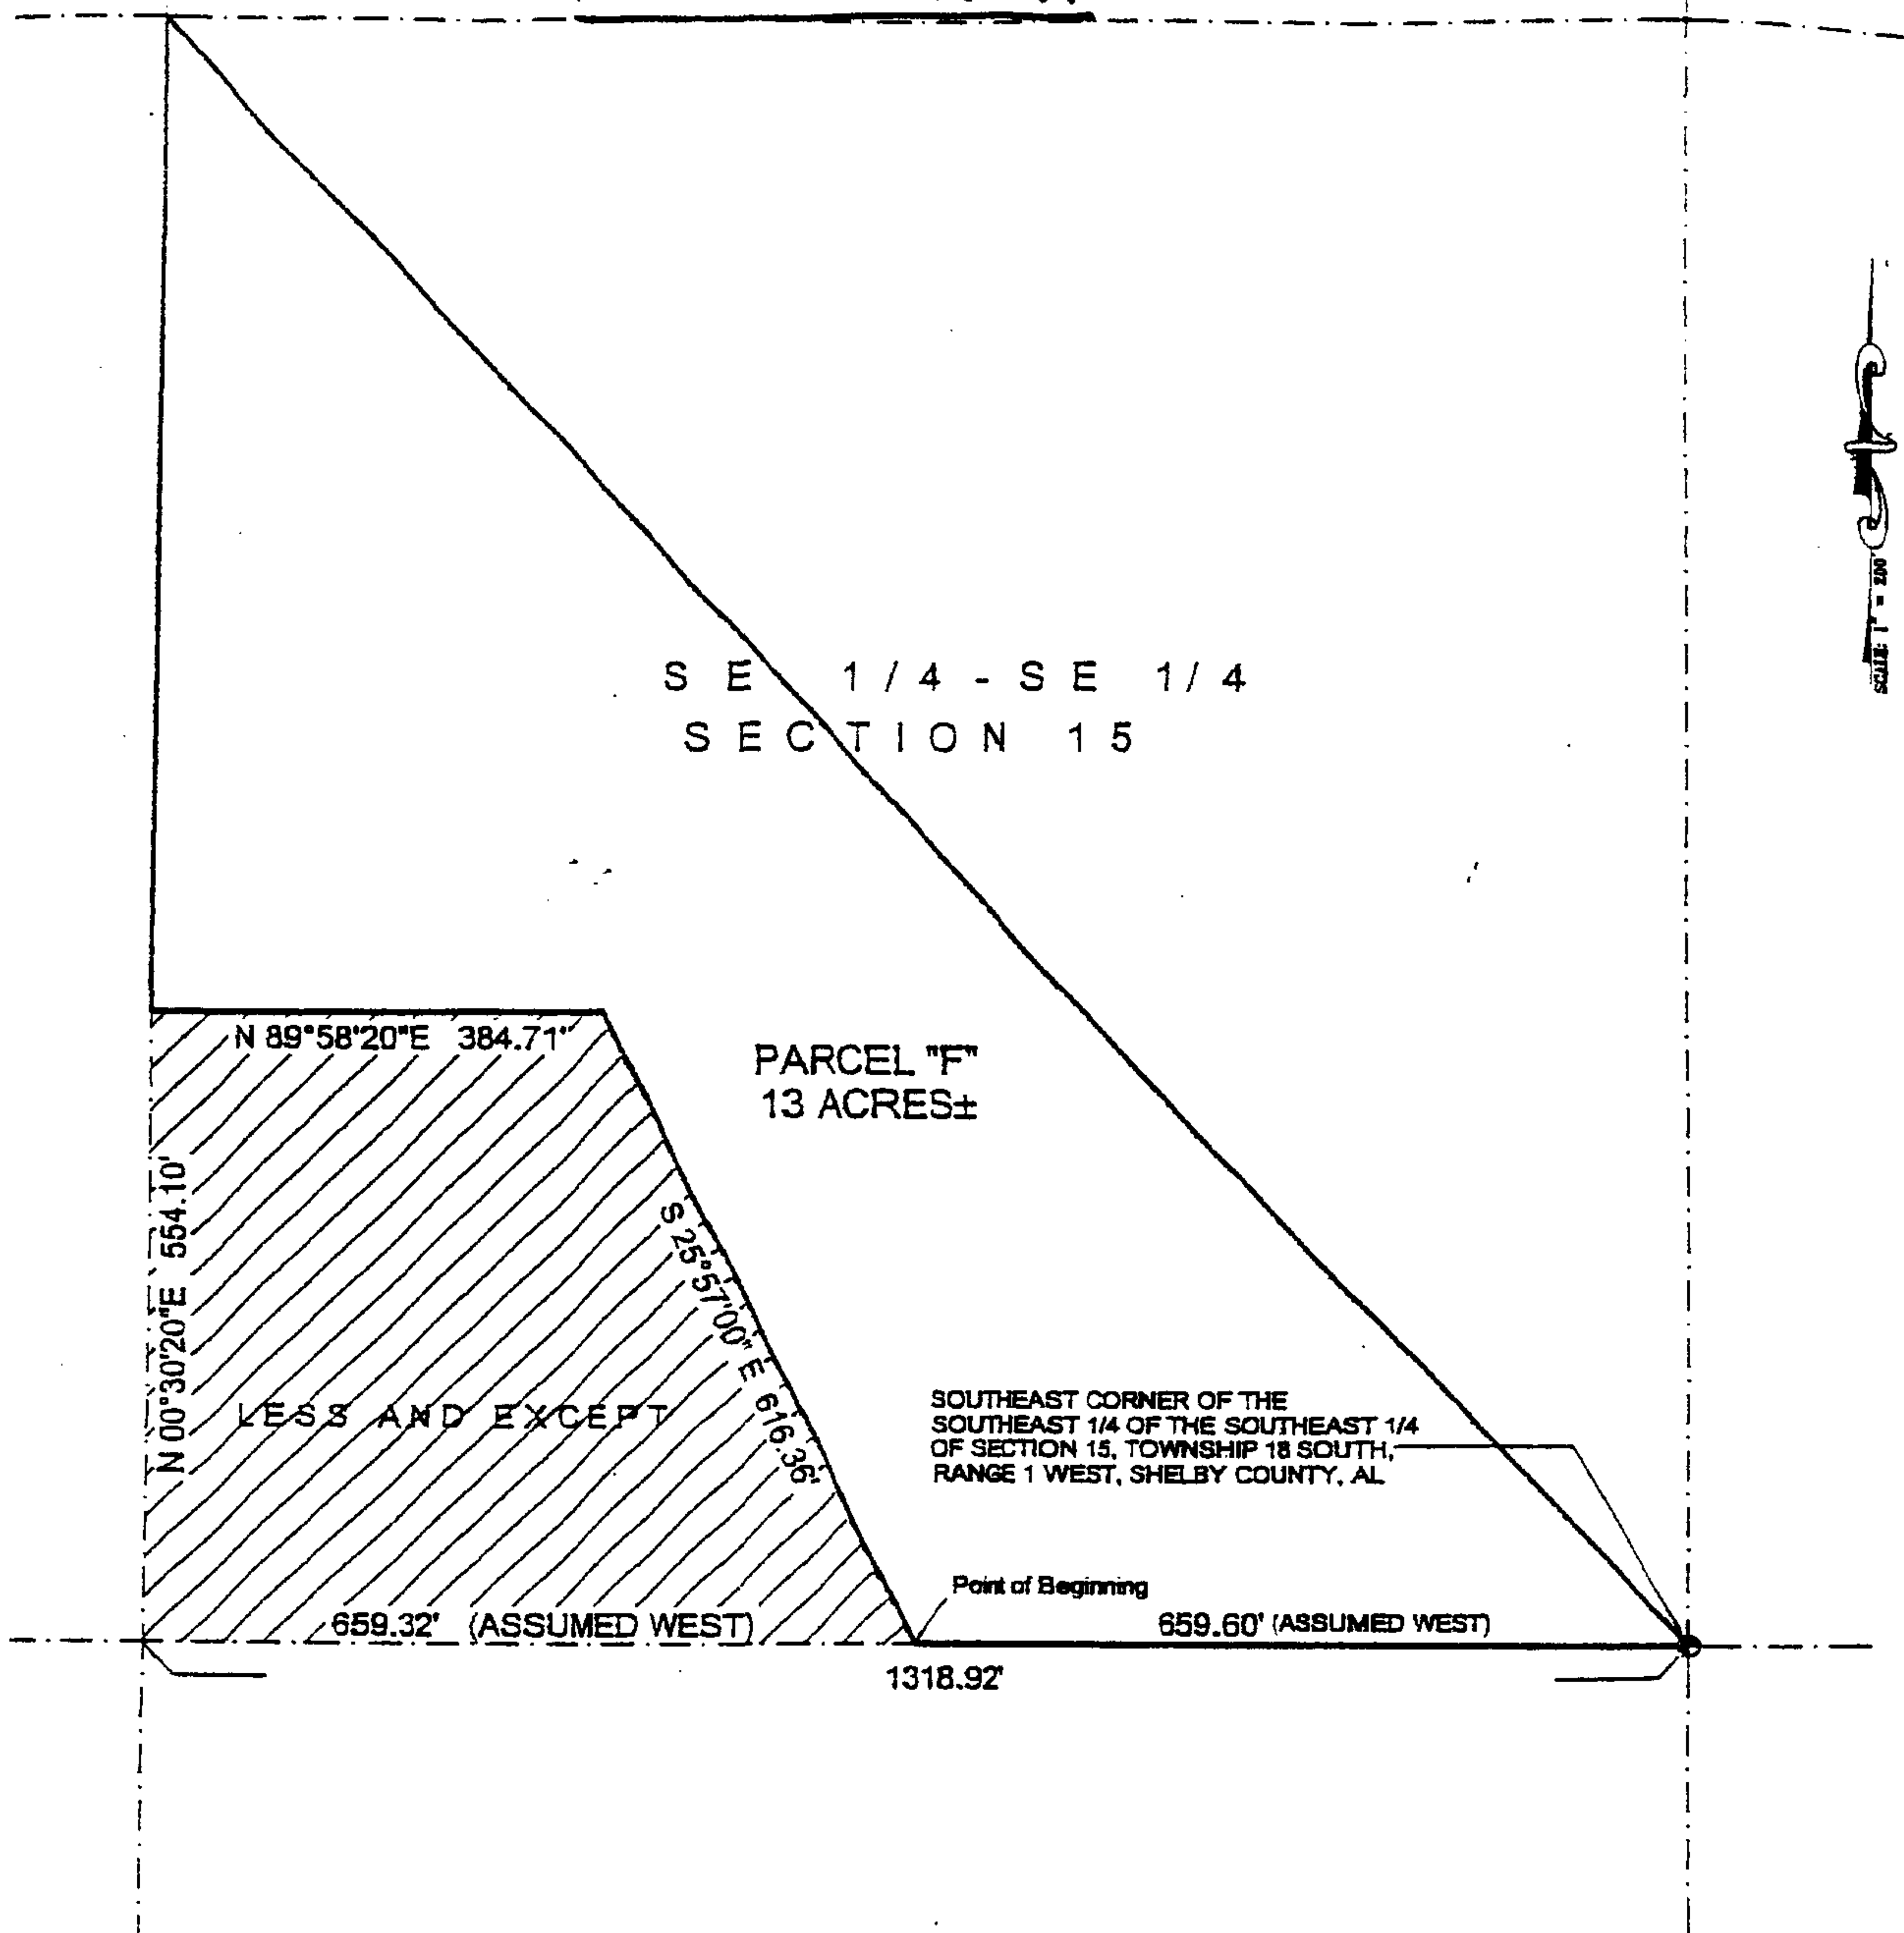 SCALE: 1" = 200'
S E 1 / 4 - S E 1 / 4
S E C T I O N 1 5
N 89°58'20"E 384.71'
PARCEL "F"
13 ACRES±
N 00°30'20"E 554.10'
S 25°57'00" E 616.36'
LESS AND EXCEPT
SOUTHEAST CORNER OF THE
SOUTHEAST 1/4 OF THE SOUTHEAST 1/4
OF SECTION 15, TOWNSHIP 18 SOUTH,
RANGE 1 WEST, SHELBY COUNTY, AL
Point of Beginning
659.32' (ASSUMED WEST)
659.60' (ASSUMED WEST)
1318.92'